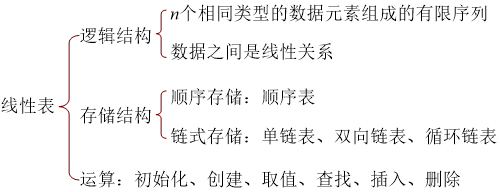 n个相同类型的数据元素组成的有限序列
逻辑结构
数据之间是线性关系
线性表
顺序存储：顺序表
存储结构
链式存储：单链表、双向链表、循环链表
运算：初始化、创建、取值、查找、插入、删除